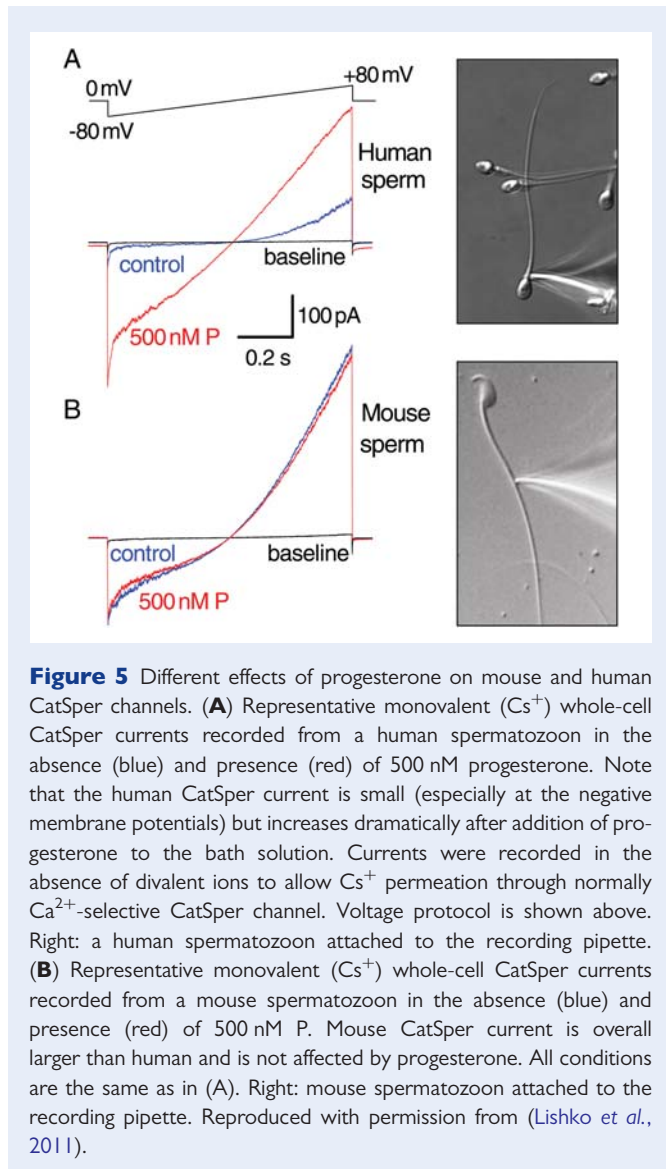 A
0 mV
+80 mV
-80 mV
Human
sperm
control
baseline
500 nM P
100 pA
0.2 s
B
Mouse
sperm
control
baseline
500 nM P
Figure 5 Different effects of progesterone on mouse and human
CatSper channels. (A) Representative monovalent (Cs+) whole-cell
CatSper currents recorded from a human spermatozoon in the
absence (blue) and presence (red) of 500 nM progesterone. Note
that the human CatSper current is small (especially at the negative
membrane potentials) but increases dramatically after addition of pro-
gesterone to the bath solution. Currents were recorded in the
absence of divalent ions to allow Cs+ permeation through normally
Ca2+-selective CatSper channel. Voltage protocol is shown above.
Right: a human spermatozoon attached to the recording pipette.
(B) Representative monovalent (Cs+) whole-cell CatSper currents
recorded from a mouse spermatozoon in the absence (blue) and
presence (red) of 500 nM P. Mouse CatSper current is overall
larger than human and is not affected by progesterone. All conditions
are the same as in (A). Right: mouse spermatozoon attached to the
recording pipette. Reproduced with permission from (Lishko et al.,
2011).